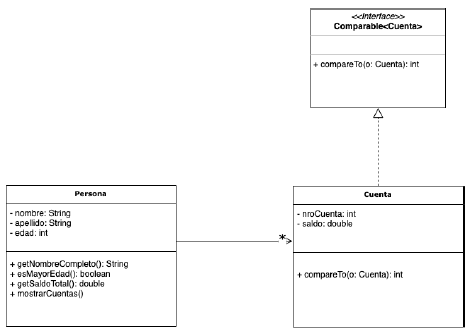 <<Interface>>
Comparable<Cuenta>
+ compareTo(o: Cuenta): int
Persona
- nombre: String
- apellido: String
- edad: int
+ getNombreCompleto(): String
+ esMayorEdad(): boolean
+ getSaldoTotal(): double
+ mostrarCuentas()
*
Cuenta
- nroCuenta: int
- saldo: double
+ compareTo(o: Cuenta): int